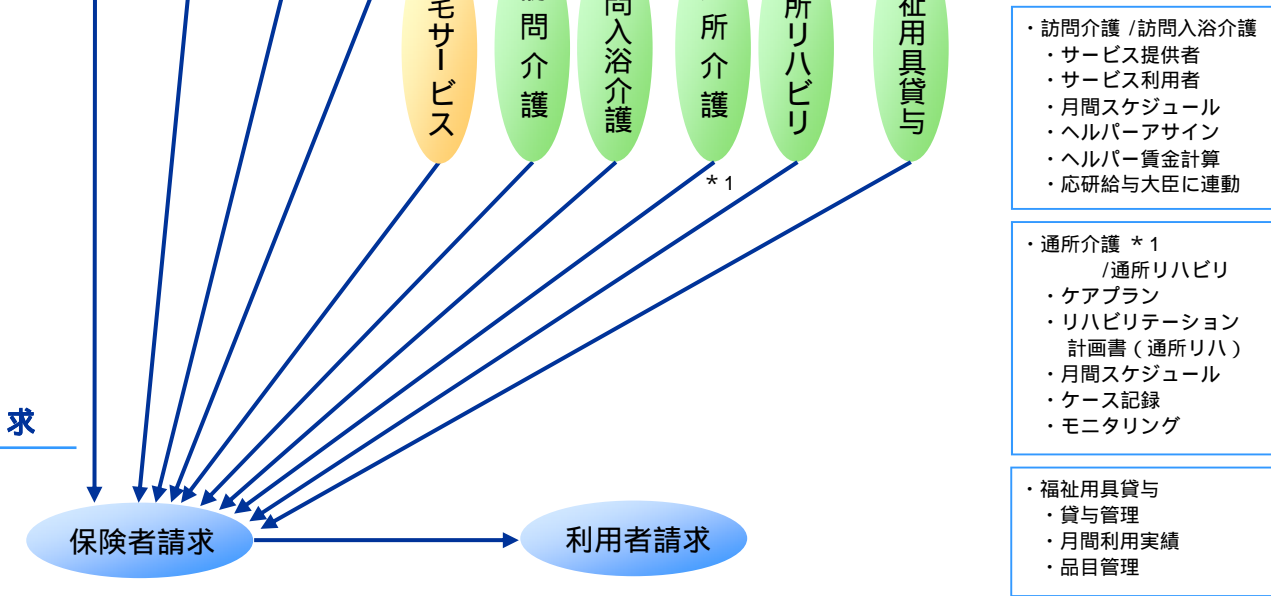 宅サービス
訪問介護
問入浴介護
所介護
所リハビリ
祉用具貸与
*1
求
保険者請求
利用者請求
・訪問介護 /訪問入浴介護
・サービス提供者
・サービス利用者
・月間スケジュール
・ヘルパーアサイン
・ヘルパー賃金計算
・応研給与大臣に連動
・通所介護 *1
/通所リハビリ
・ケアプラン
・リハビリテーション
計画書(通所リハ)
・月間スケジュール
・ケース記録
・モニタリング
・福祉用具貸与
・貸与管理
・月間利用実績
・品目管理